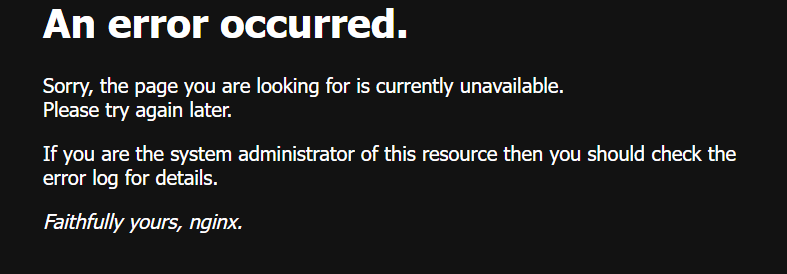 An error occurred.
Sorry, the page you are looking for is currently unavailable.
Please try again later.
If you are the system administrator of this resource then you should check the
error log for details.
Faithfully yours, nginx.